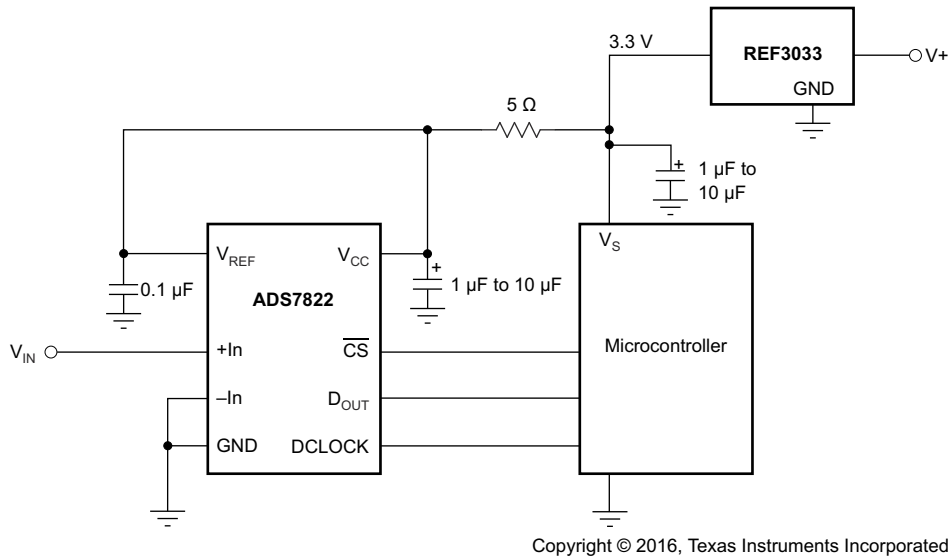 3.3 V
REF3033
V+
GND
5 Ω
+
1 µF to
10 µF
VREF
VCC
VS
+
0.1 µF
1 µF to 10 µF
ADS7822
VIN
+In
CS
Microcontroller
–In
DOUT
GND
DCLOCK
Copyright © 2016, Texas Instruments Incorporated